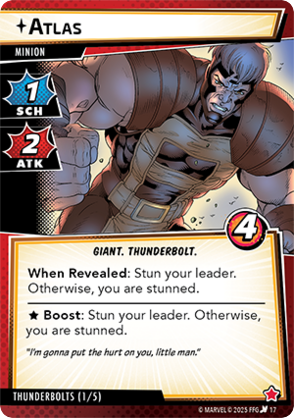 Atlas
MINION
1
SCH
2
ATK
4
GIANT. THUNDERBOLT.
When Revealed: Stun your leader.
Otherwise, you are stunned.
★ Boost: Stun your leader. Otherwise,
you are stunned.
"I'm gonna put the hurt on you, little man."
© MARVEL © 2025 FFG 17
THUNDERBOLTS (1/5)